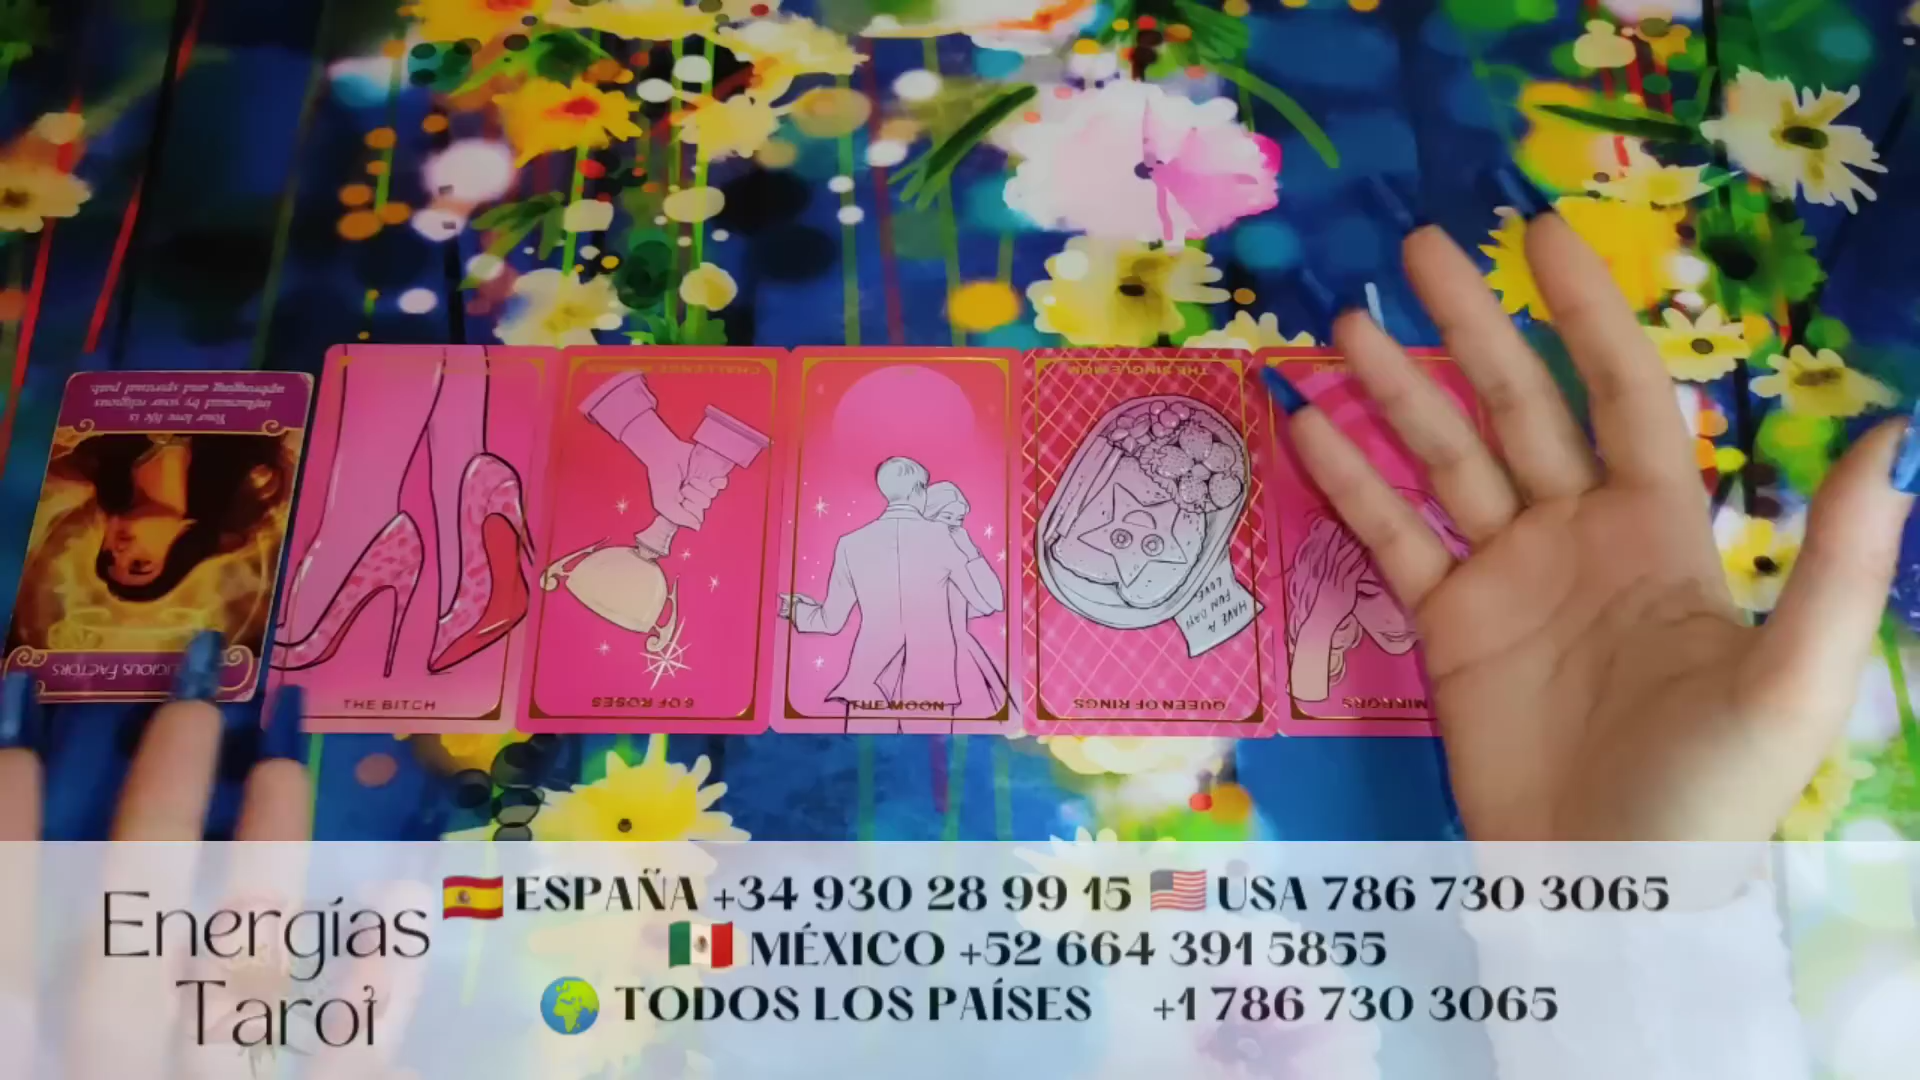 Your love life is
influenced by your religious
upbringing and spiritual path
CHALLENGE
THE SINGLE MOM
HAVE A
FUN DAY!
LOVE,
THE BITCH
6 OF ROSES
THE MOON
QUEEN OF RINGS
MIRRORS
FACTORS
Energías
Tarot
ESPAÑA +34 930 28 99 15 USA 786 730 3065
MÉXICO +52 664 391 5855
TODOS LOS PAÍSES +1 786 730 3065